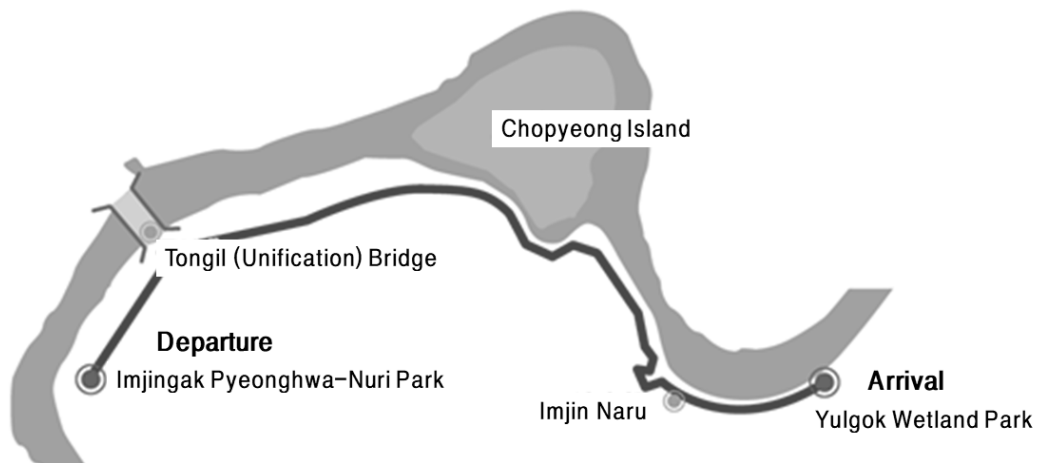 Chopyeong Island
Tongil (Unification) Bridge
Departure
Imjingak Pyeonghwa-Nuri Park
Imjin Naru
Arrival
Yulgok Wetland Park